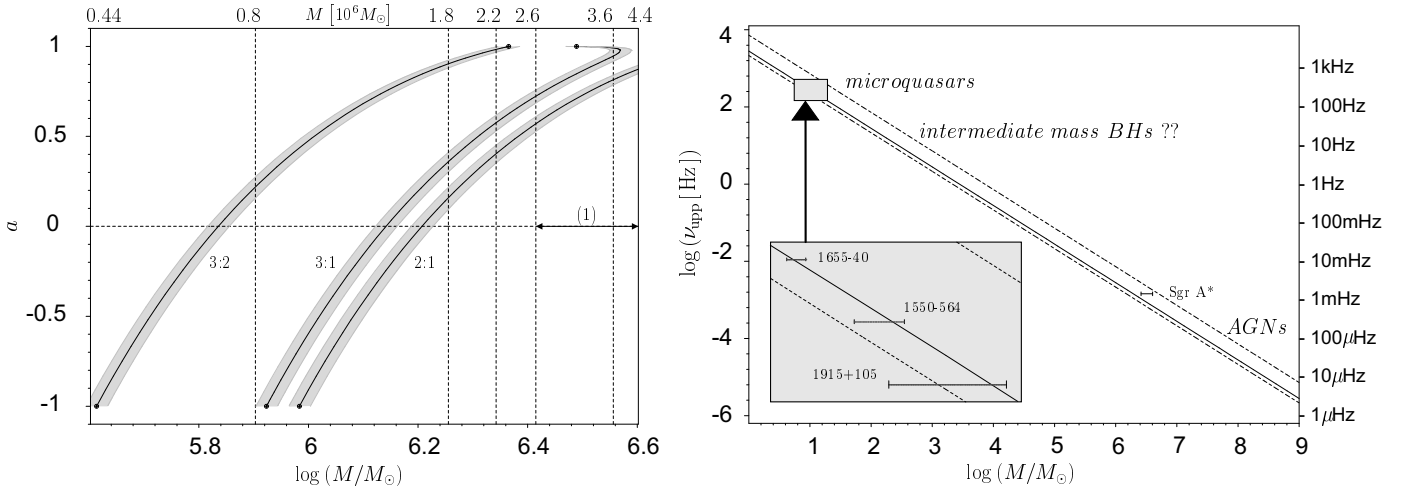 0.44 0.8 M [10⁶M⊙] 1.8 2.2 2.6 3.6 4.4
1
0.5
0
-0.5
-1
a
(1)
3:2 3:1 2:1
5.8 6 6.2 6.4 6.6
log (M/M⊙)
4
2
0
-2
-4
-6
log (νupp [Hz])
microquasars
intermediate mass BHs ??
1655-40
1550-564
1915+105
Sgr A*
AGNs
1kHz
100Hz
10Hz
1Hz
100mHz
10mHz
1mHz
100μHz
10μHz
1μHz
1 2 3 4 5 6 7 8 9
log (M/M⊙)